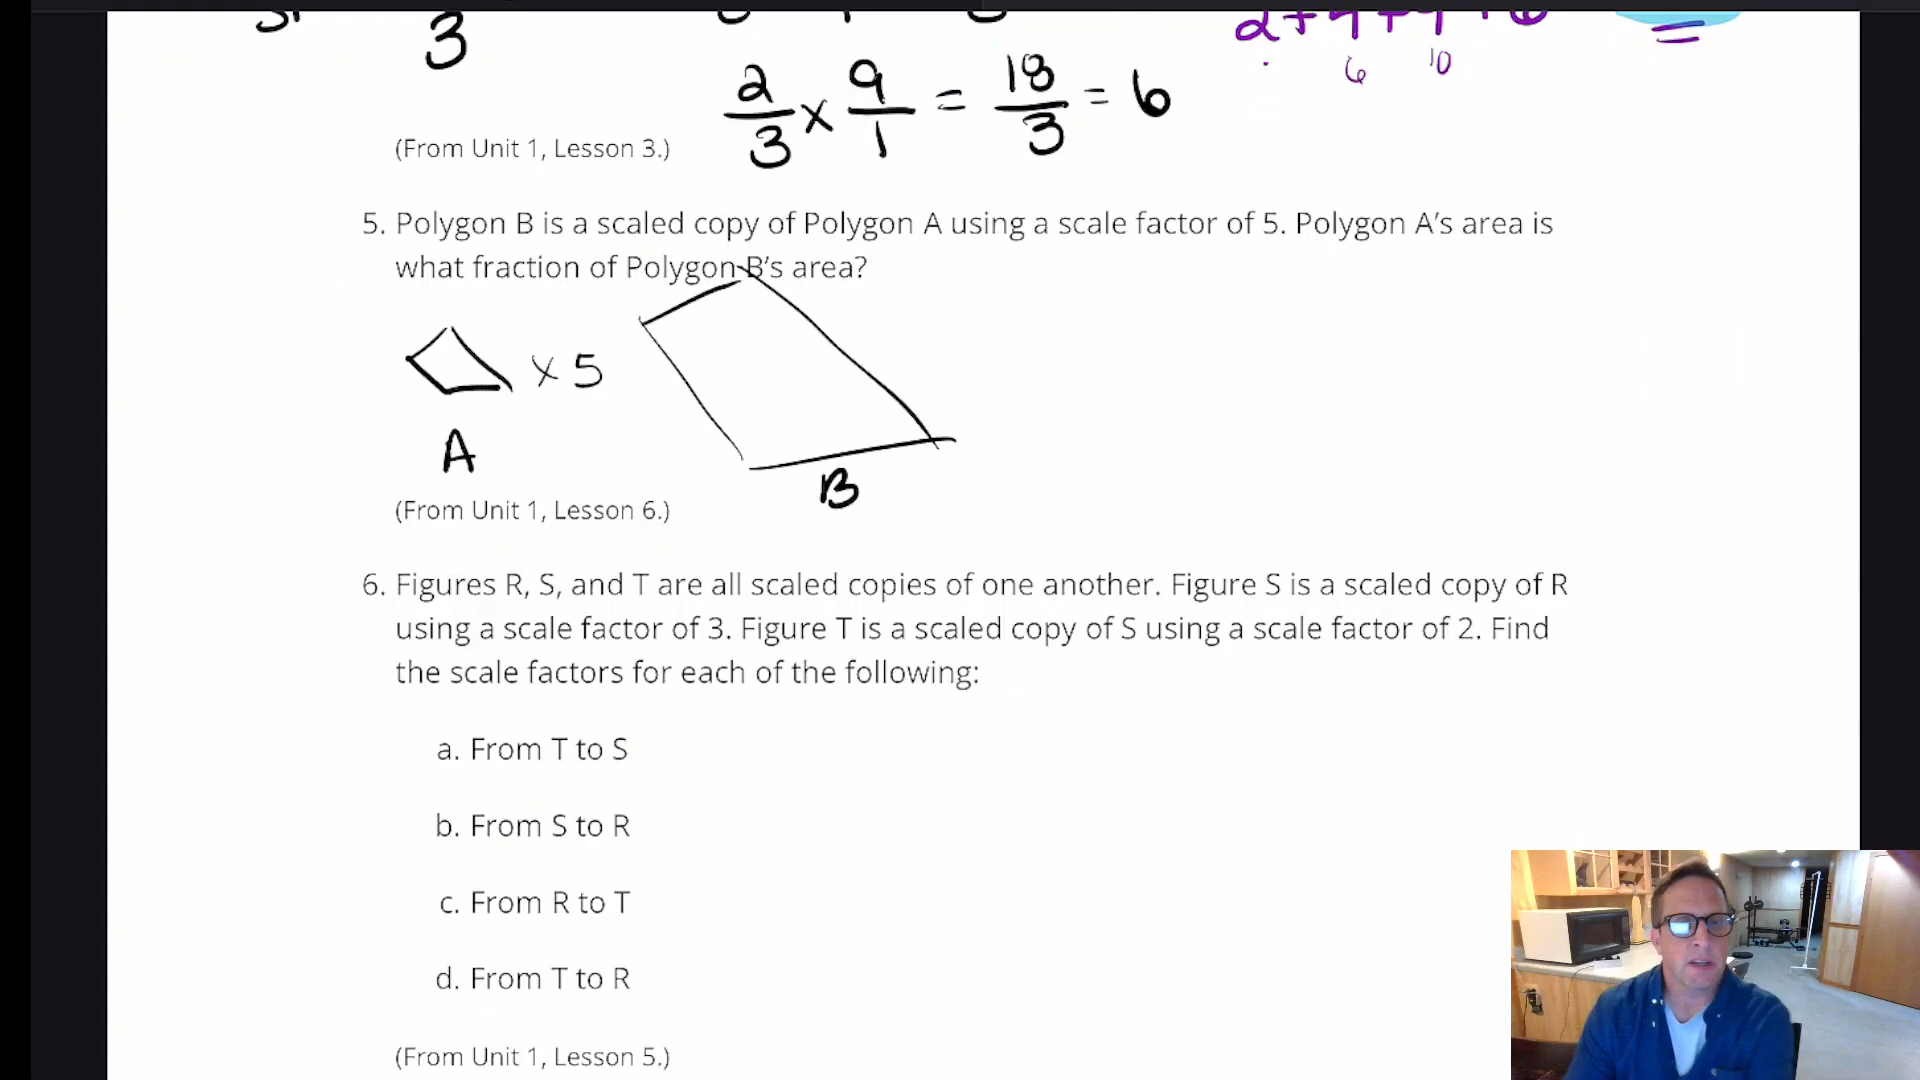 3
2/3 x 9/1 = 18/3 = 6
6 10
(From Unit 1, Lesson 3.)
5. Polygon B is a scaled copy of Polygon A using a scale factor of 5. Polygon A's area is
what fraction of Polygon B's area?
x 5
A
B
(From Unit 1, Lesson 6.)
6. Figures R, S, and T are all scaled copies of one another. Figure S is a scaled copy of R
using a scale factor of 3. Figure T is a scaled copy of S using a scale factor of 2. Find
the scale factors for each of the following:
a. From T to S
b. From S to R
c. From R to T
d. From T to R
(From Unit 1, Lesson 5.)